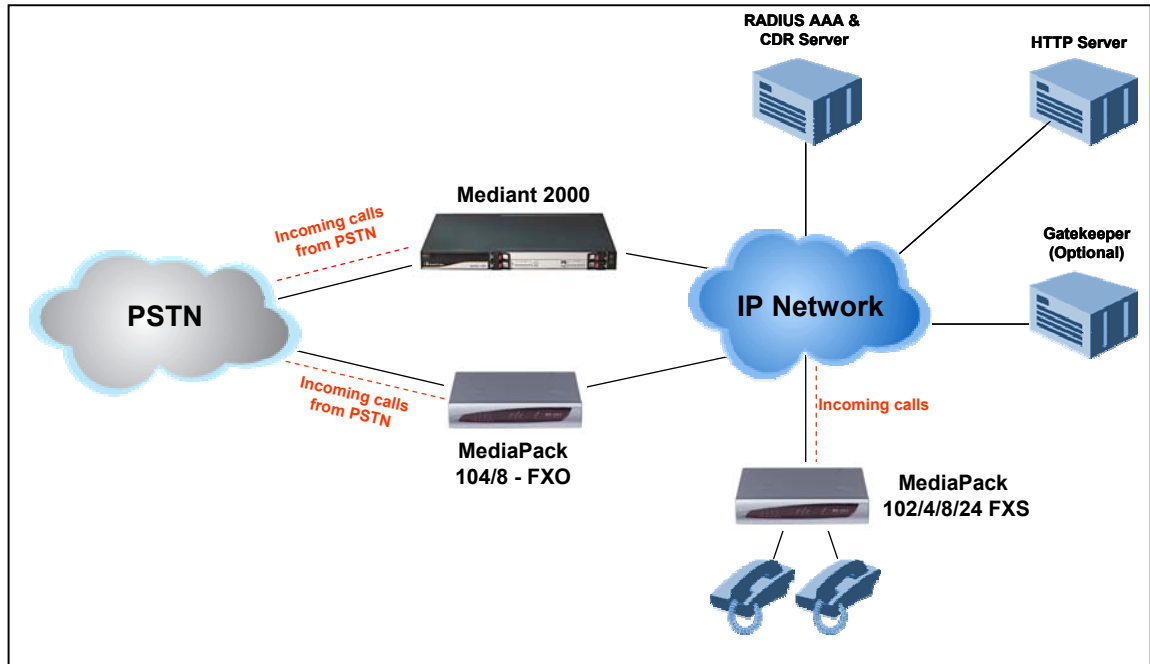 RADIUS AAA &
CDR Server
HTTP Server
Mediant 2000
Incoming calls
from PSTN
Gatekeeper
(Optional)
PSTN
IP Network
Incoming calls
from PSTN
Incoming calls
MediaPack
104/8 - FXO
MediaPack
102/4/8/24 FXS